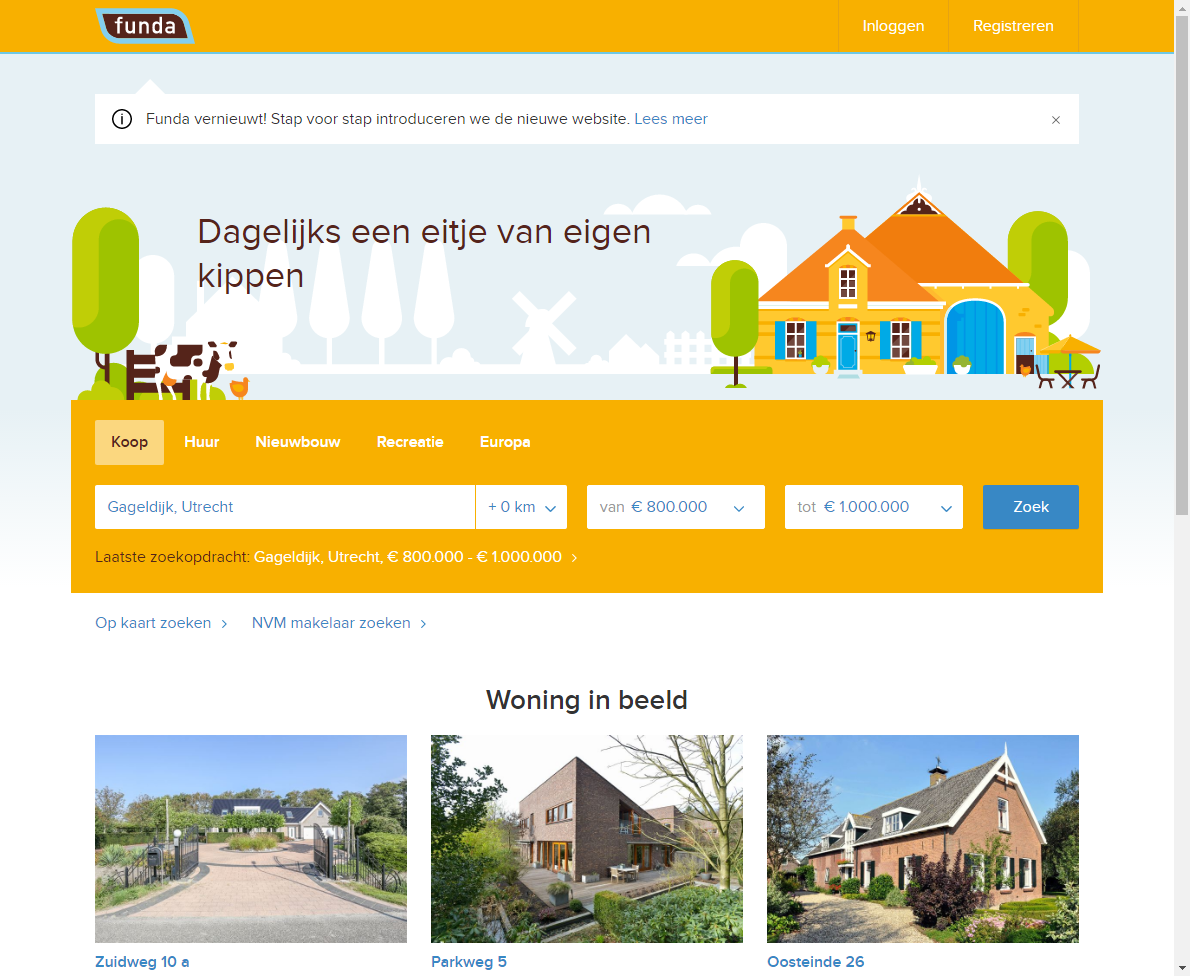 funda
Inloggen
Registreren
Funda vernieuwt! Stap voor stap introduceren we de nieuwe website. Lees meer
Dagelijks een eitje van eigen
kippen
Koop
Huur
Nieuwbouw
Recreatie
Europa
Gageldijk, Utrecht
+ 0 km
van € 800.000
tot € 1.000.000
Zoek
Laatste zoekopdracht: Gageldijk, Utrecht, € 800.000 - € 1.000.000
Op kaart zoeken
NVM makelaar zoeken
Woning in beeld
Zuidweg 10 a
Parkweg 5
Oosteinde 26